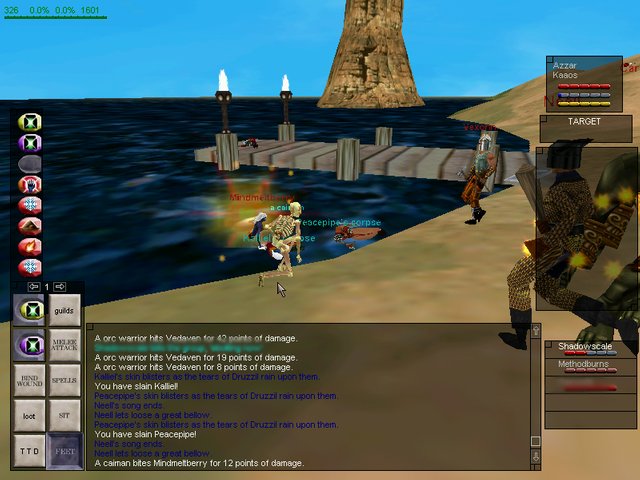 326 0.0% 0.0% 1601
Azzar
Kaaos
TARGET
a caiman
Peacepipe's corpse
1
guilds
MELEE
ATTACK
BIND
WOUND
SPELLS
loot
SIT
T T D
FEET
A orc warrior hits Vedaven for 42 points of damage.
A orc warrior hits Vedaven for 19 points of damage.
A orc warrior hits Vedaven for 8 points of damage.
Kalliel's skin blisters as the tears of Druzzil rain upon them.
You have slain Kalliel!
Peacepipe's skin blisters as the tears of Druzzil rain upon them.
Neell's song ends.
Neell lets loose a great bellow.
Peacepipe's skin blisters as the tears of Druzzil rain upon them.
You have slain Peacepipe!
Neell's song ends.
Neell lets loose a great bellow.
A caiman bites Mindmeltberry for 12 points of damage.
Shadowscale
Methodburns